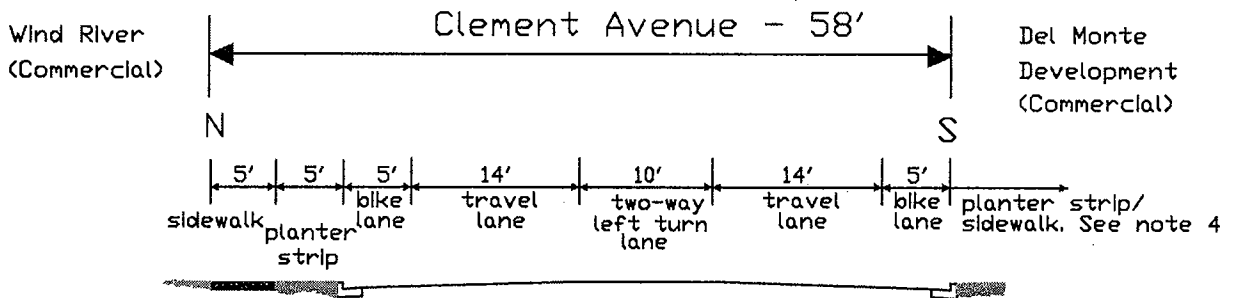 Clement Avenue - 58'
Wind River
(Commercial)
Del Monte
Development
(Commercial)
N
S
5'
5'
5'
14'
10'
14'
5'
sidewalk
planter
strip
bike
lane
travel
lane
two-way
left turn
lane
travel
lane
bike
lane
planter strip/
sidewalk. See note 4